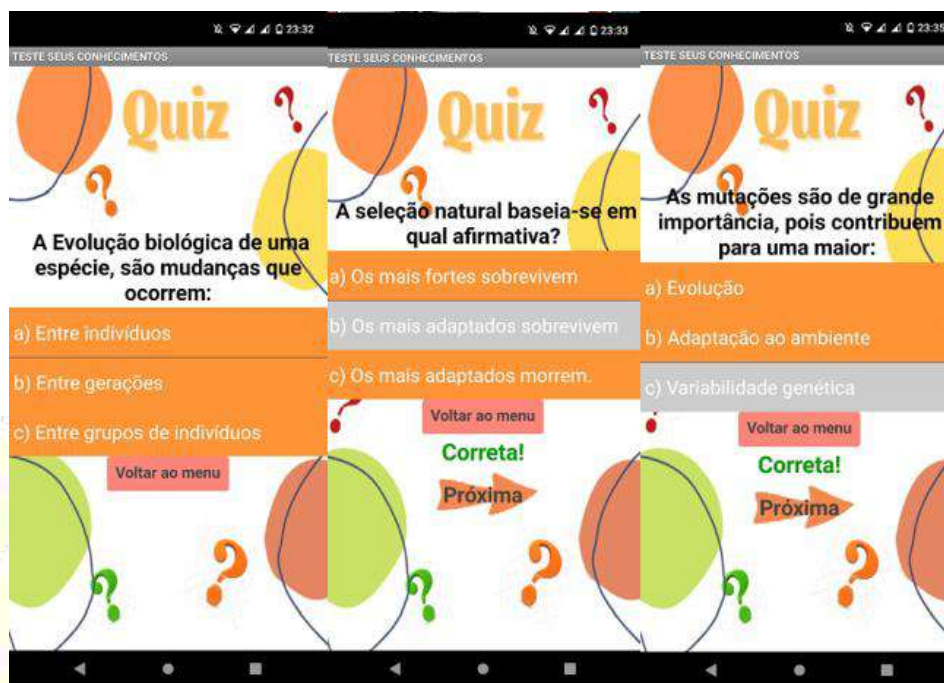 23:32
TESTE SEUS CONHECIMENTOS
Quiz
A Evolução biológica de uma
espécie, são mudanças que
ocorrem:
a) Entre indivíduos
b) Entre gerações
c) Entre grupos de indivíduos
Voltar ao menu
23:33
TESTE SEUS CONHECIMENTOS
Quiz
A seleção natural baseia-se em
qual afirmativa?
a) Os mais fortes sobrevivem
b) Os mais adaptados sobrevivem
c) Os mais adaptados morrem.
Voltar ao menu
Correta!
Próxima
23:35
TESTE SEUS CONHECIMENTOS
Quiz
As mutações são de grande
importância, pois contribuem
para uma maior:
a) Evolução
b) Adaptação ao ambiente
c) Variabilidade genética
Voltar ao menu
Correta!
Próxima